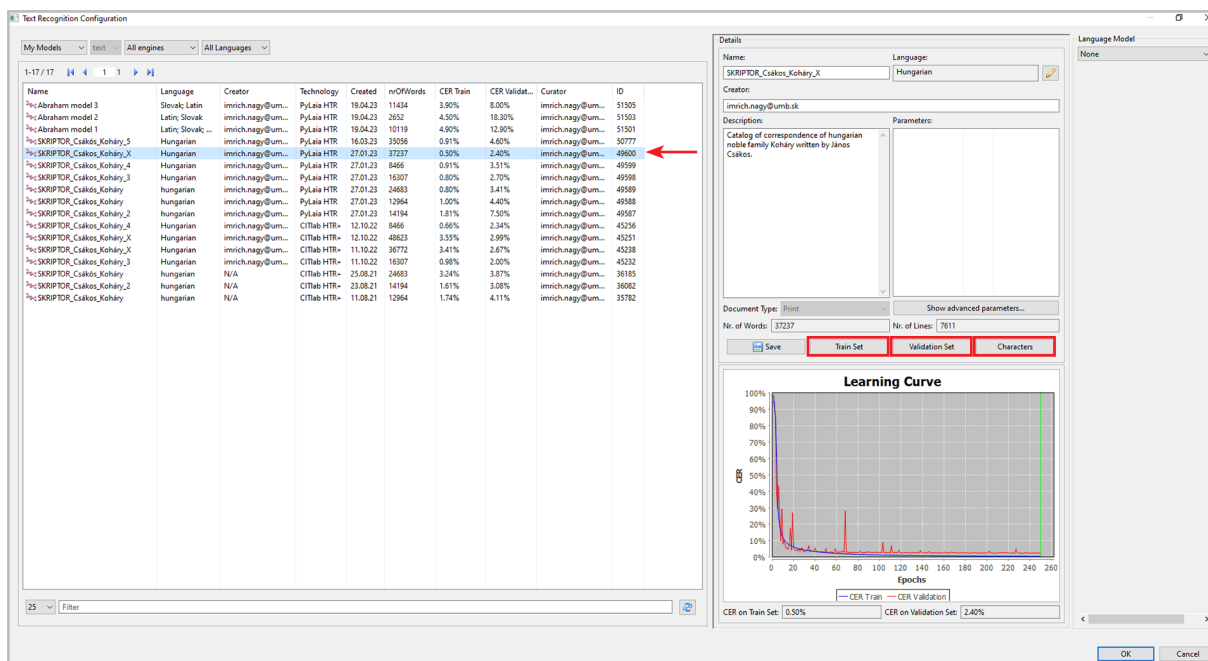 Text Recognition Configuration
My Models text All engines All Languages
1-17 / 17 1 1
Name Language Creator Technology Created nrOfWords CER Train CER Validat... Curator ID
Abraham model 3 Slovak; Latin imrich.nagy@um... PyLaia HTR 19.04.23 11434 3.90% 8.00% imrich.nagy@um... 51505
Abraham model 2 Latin; Slovak imrich.nagy@um... PyLaia HTR 19.04.23 2652 4.50% 18.30% imrich.nagy@um... 51503
Abraham model 1 Latin; Slovak; ... imrich.nagy@um... PyLaia HTR 19.04.23 10119 4.90% 12.90% imrich.nagy@um... 51501
SKRIPTOR_Csákos_Koháry_5 Hungarian imrich.nagy@um... PyLaia HTR 16.03.23 35056 0.91% 4.60% imrich.nagy@um... 50777
SKRIPTOR_Csákos_Koháry_X Hungarian imrich.nagy@um... PyLaia HTR 27.01.23 37237 0.50% 2.40% imrich.nagy@um... 49600
SKRIPTOR_Csákos_Koháry_4 Hungarian imrich.nagy@um... PyLaia HTR 27.01.23 8466 0.91% 3.51% imrich.nagy@um... 49599
SKRIPTOR_Csákos_Koháry_3 Hungarian imrich.nagy@um... PyLaia HTR 27.01.23 16307 0.80% 2.70% imrich.nagy@um... 49598
SKRIPTOR_Csákós_Koháry hungarian imrich.nagy@um... PyLaia HTR 27.01.23 24683 0.80% 3.41% imrich.nagy@um... 49589
SKRIPTOR_Csákos_Koháry hungarian imrich.nagy@um... PyLaia HTR 27.01.23 12964 1.00% 4.40% imrich.nagy@um... 49588
SKRIPTOR_Csákos_Koháry_2 hungarian imrich.nagy@um... PyLaia HTR 27.01.23 14194 1.81% 7.50% imrich.nagy@um... 49587
SKRIPTOR_Csákos_Koháry_4 Hungarian imrich.nagy@um... CITlab HTR+ 12.10.22 8466 0.66% 2.34% imrich.nagy@um... 45256
SKRIPTOR_Csákos_Koháry_X Hungarian imrich.nagy@um... CITlab HTR+ 12.10.22 48623 3.55% 2.99% imrich.nagy@um... 45251
SKRIPTOR_Csákos_Koháry_X Hungarian imrich.nagy@um... CITlab HTR+ 11.10.22 36772 3.41% 2.67% imrich.nagy@um... 45238
SKRIPTOR_Csákos_Koháry_3 Hungarian imrich.nagy@um... CITlab HTR+ 11.10.22 16307 0.98% 2.00% imrich.nagy@um... 45232
SKRIPTOR_Csákos_Koháry hungarian N/A CITlab HTR+ 25.08.21 24683 3.24% 3.87% imrich.nagy@um... 36185
SKRIPTOR_Csákos_Koháry_2 hungarian N/A CITlab HTR+ 23.08.21 14194 1.61% 3.08% imrich.nagy@um... 36082
SKRIPTOR_Csákos_Koháry hungarian N/A CITlab HTR+ 11.08.21 12964 1.74% 4.11% imrich.nagy@um... 35782
25 Filter
Details
Name: Language:
SKRIPTOR_Csákos_Koháry_X Hungarian
Creator:
imrich.nagy@umb.sk
Description: Parameters:
Catalog of correspondence of hungarian
noble family Koháry written by János
Csákos.
Document Type: Print Show advanced parameters...
Nr. of Words: 37237 Nr. of Lines: 7611
Save Train Set Validation Set Characters
Learning Curve
100%
90%
80%
70%
60%
50%
40%
30%
20%
10%
0%
CER
0 20 40 60 80 100 120 140 160 180 200 220 240 260
Epochs
CER Train CER Validation
CER on Train Set: 0.50% CER on Validation Set: 2.40%
Language Model
None
OK Cancel